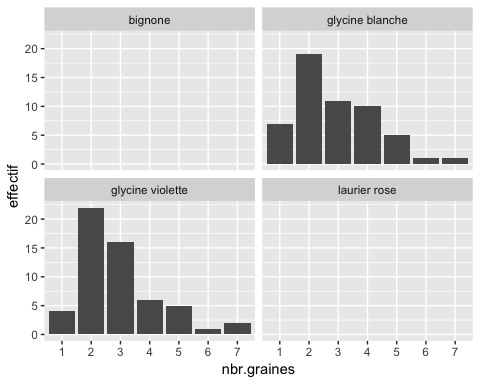 bignone
glycine blanche
20
15
10
5
0
effectif
glycine violette
laurier rose
20
15
10
5
0
1 2 3 4 5 6 7
1 2 3 4 5 6 7
nbr.graines